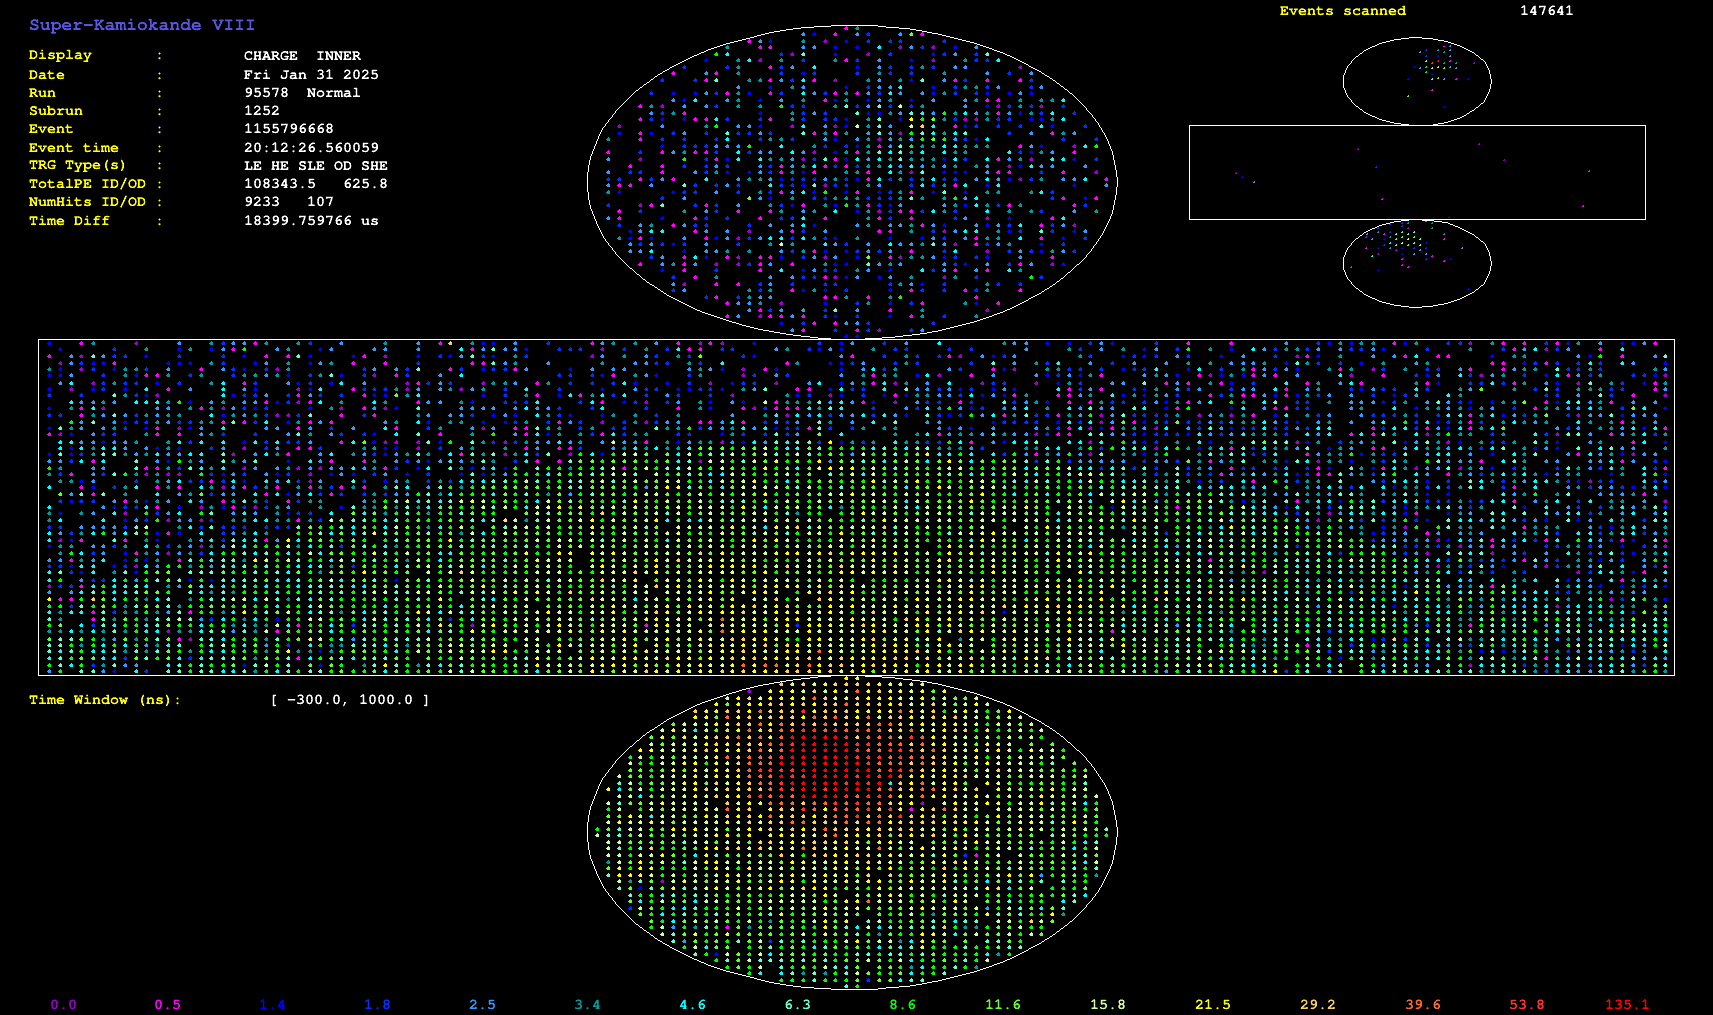 Super-Kamiokande VIII
Display : CHARGE INNER
Date : Fri Jan 31 2025
Run : 95578 Normal
Subrun : 1252
Event : 1155796668
Event time : 20:12:26.560059
TRG Type(s) : LE HE SLE OD SHE
TotalPE ID/OD : 108343.5 625.8
NumHits ID/OD : 9233 107
Time Diff : 18399.759766 us
Events scanned 147641
Time Window (ns): [ -300.0, 1000.0 ]
0.0 0.5 1.4 1.8 2.5 3.4 4.6 6.3 8.6 11.6 15.8 21.5 29.2 39.6 53.8 135.1